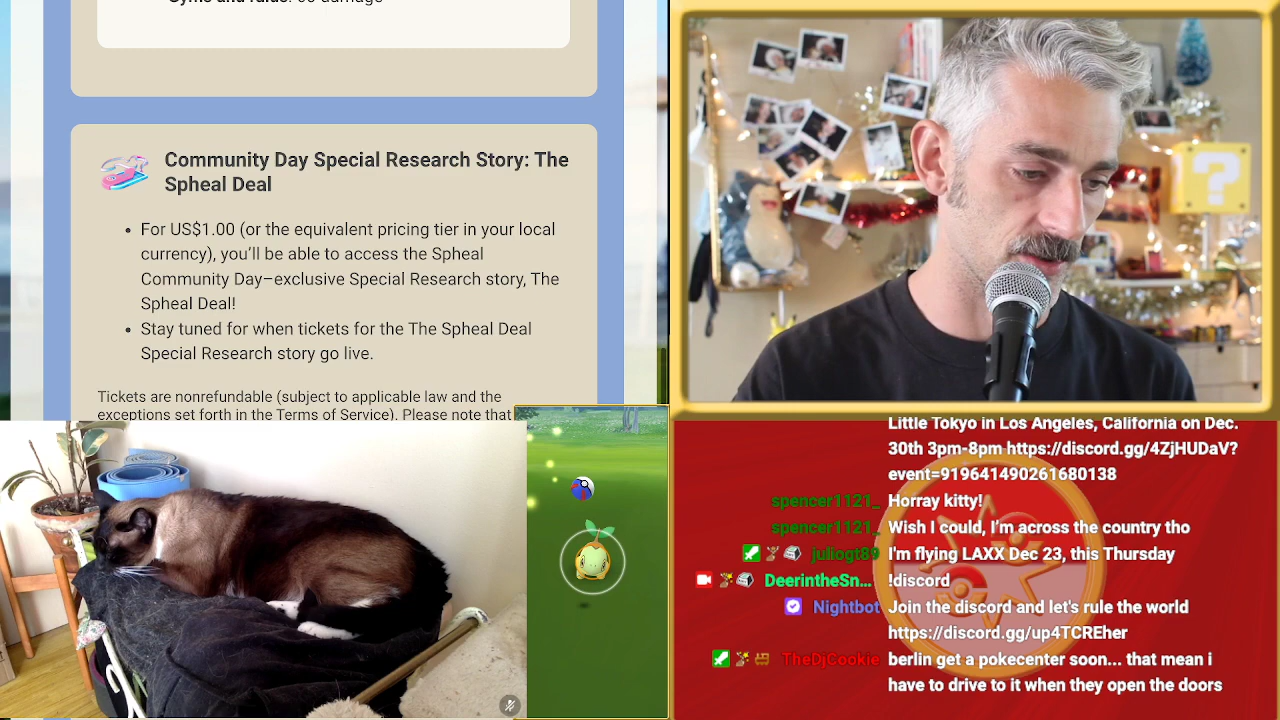 Gyms and raids:
damage
Community Day Special Research Story: The
Spheal Deal
• For US$1.00 (or the equivalent pricing tier in your local
currency), you’ll be able to access the Spheal
Community Day–exclusive Special Research story, The
Spheal Deal!
• Stay tuned for when tickets for the The Spheal Deal
Special Research story go live.
Tickets are nonrefundable (subject to applicable law and the
exceptions set forth in the Terms of Service). Please note that
?
Little Tokyo in Los Angeles, California on Dec.
30th 3pm-8pm https://discord.gg/4ZjHUDaV?
event=919641490261680138
spencer1121_ Horray kitty!
spencer1121_ Wish I could, I’m across the country tho
juliogt89 I'm flying LAXX Dec 23, this Thursday
DeerintheSn... !discord
Nightbot Join the discord and let's rule the world
https://discord.gg/up4TCREher
TheDjCookie berlin get a pokecenter soon... that mean i
have to drive to it when they open the doors